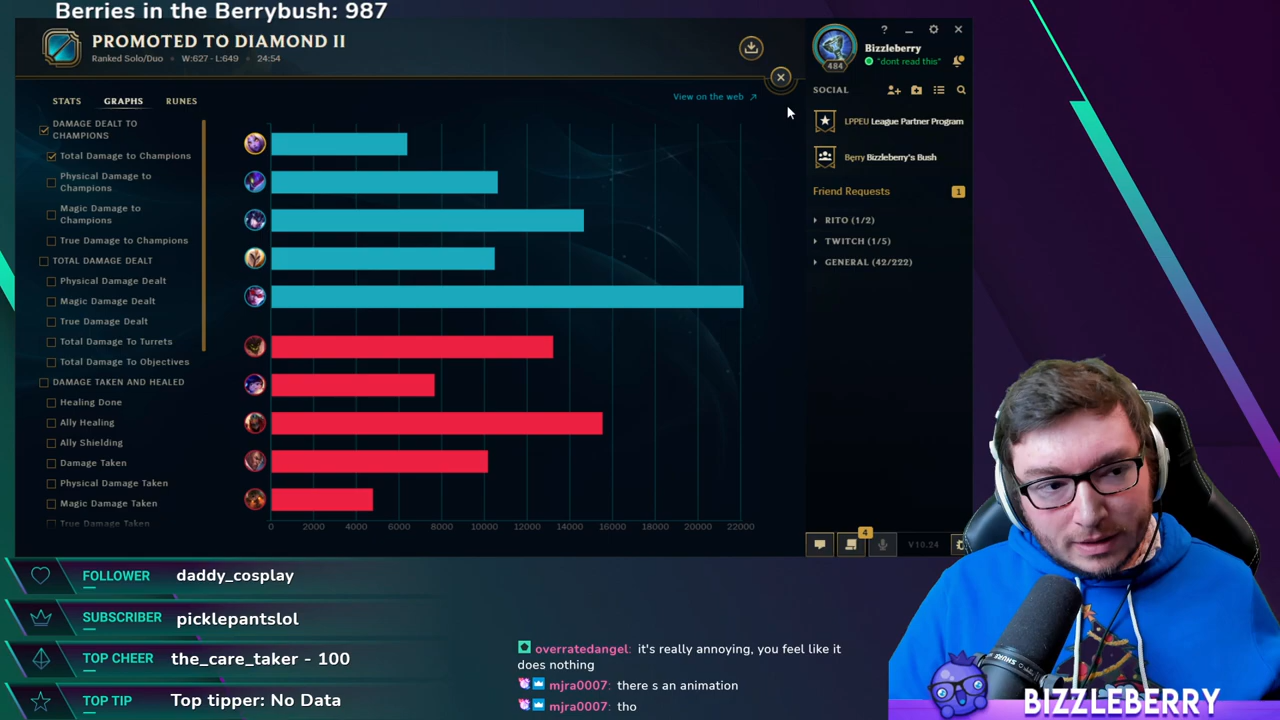 Berries in the Berrybush: 987
PROMOTED TO DIAMOND II
Ranked Solo/Duo • W:627 - L:649 • 24:54
STATS GRAPHS RUNES
View on the web
DAMAGE DEALT TO
CHAMPIONS
Total Damage to Champions
Physical Damage to
Champions
Magic Damage to
Champions
True Damage to Champions
TOTAL DAMAGE DEALT
Physical Damage Dealt
Magic Damage Dealt
True Damage Dealt
Total Damage To Turrets
Total Damage To Objectives
DAMAGE TAKEN AND HEALED
Healing Done
Ally Healing
Ally Shielding
Damage Taken
Physical Damage Taken
Magic Damage Taken
True Damage Taken
0 2000 4000 6000 8000 10000 12000 14000 16000 18000 20000 22000
484
Bizzleberry
"dont read this"
SOCIAL
LPPEU League Partner Program
Berry Bizzleberry's Bush
Friend Requests 1
RITO (1/2)
TWITCH (1/5)
GENERAL (42/222)
4
V10.24
FOLLOWER daddy_cosplay
SUBSCRIBER picklepantslol
TOP CHEER the_care_taker - 100
TOP TIP Top tipper: No Data
overratedangel: it's really annoying, you feel like it
does nothing
mjra0007: there s an animation
mjra0007: tho
SHURE
BIZZLEBERRY